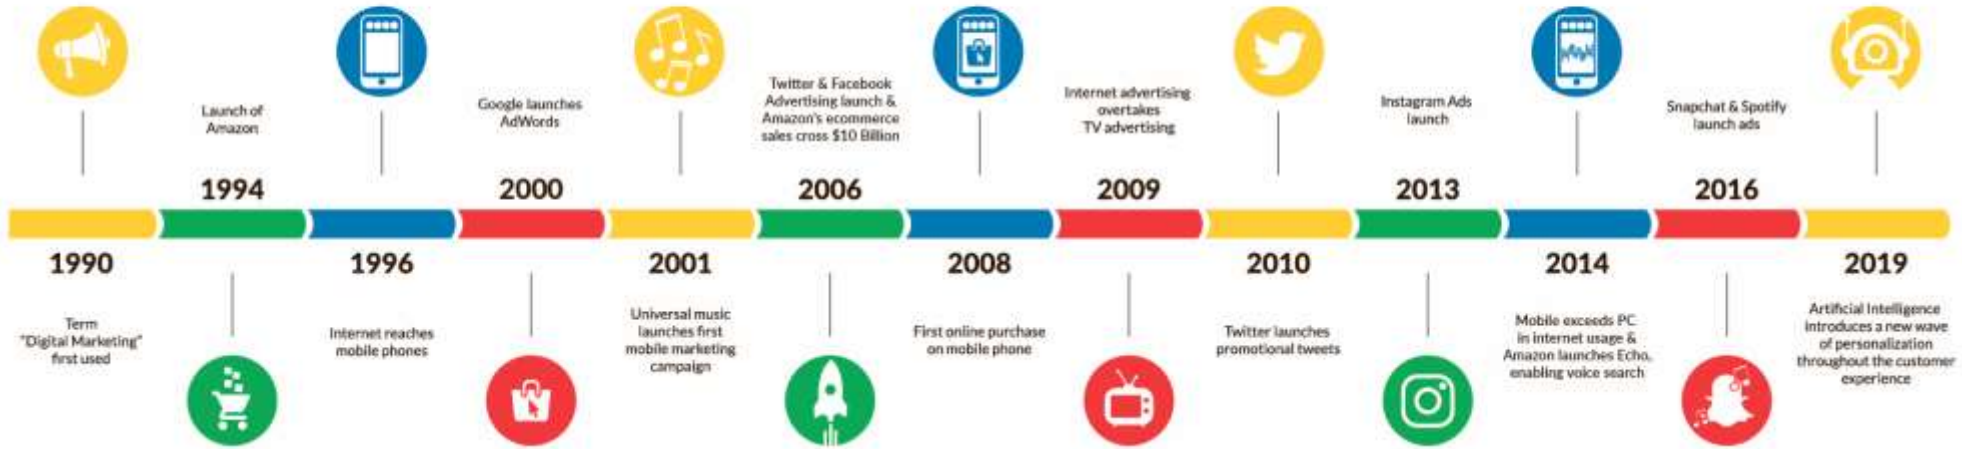 1990
Term
"Digital Marketing"
first used
Launch of
Amazon
1994
1996
Internet reaches
mobile phones
Google launches
AdWords
2000
2001
Universal music
launches first
mobile marketing
campaign
Twitter & Facebook
Advertising launch &
Amazon's ecommerce
sales cross $10 Billion
2006
2008
First online purchase
on mobile phone
Internet advertising
overtakes
TV advertising
2009
2010
Twitter launches
promotional tweets
Instagram Ads
launch
2013
2014
Mobile exceeds PC
in internet usage &
Amazon launches Echo,
enabling voice search
Snapchat & Spotify
launch ads
2016
2019
Artificial Intelligence
introduces a new wave
of personalization
throughout the customer
experience